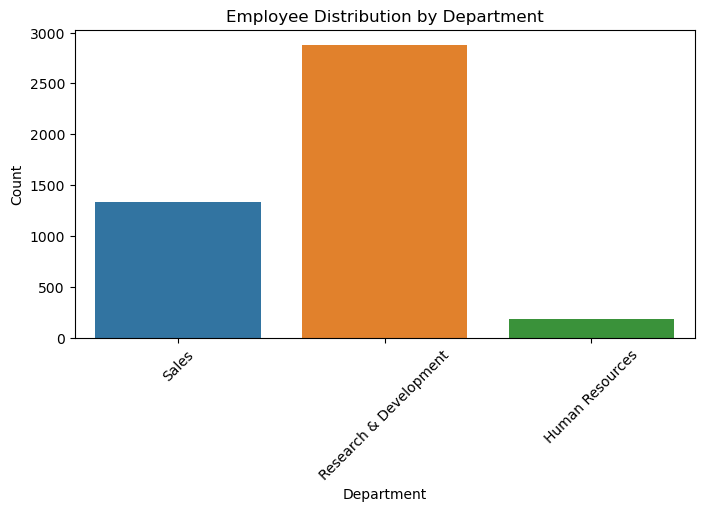 Employee Distribution by Department
3000
2500
2000
1500
1000
500
0
Count
Sales
Research & Development
Human Resources
Department